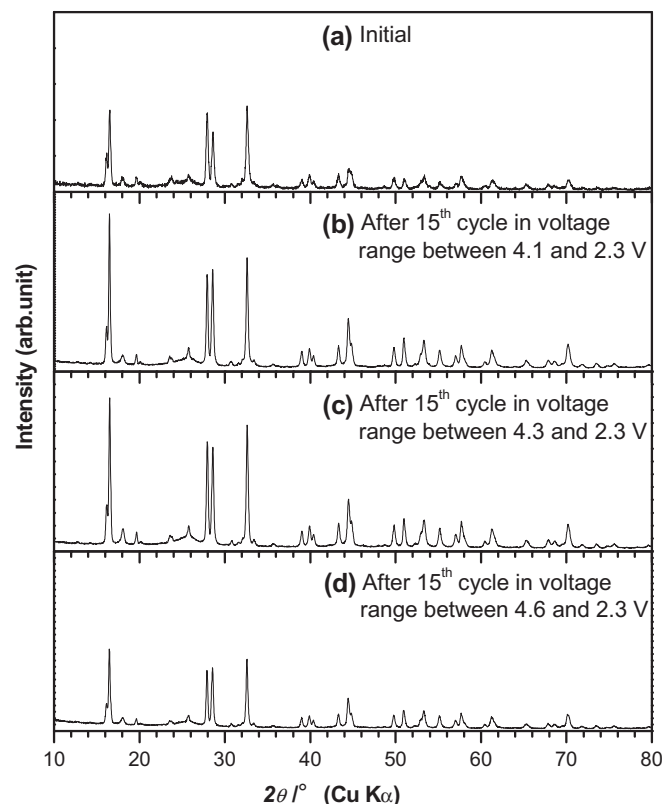 (a) Initial
(b) After 15th cycle in voltage
range between 4.1 and 2.3 V
(c) After 15th cycle in voltage
range between 4.3 and 2.3 V
(d) After 15th cycle in voltage
range between 4.6 and 2.3 V
Intensity (arb.unit)
10 20 30 40 50 60 70 80
2θ /° (Cu Kα)